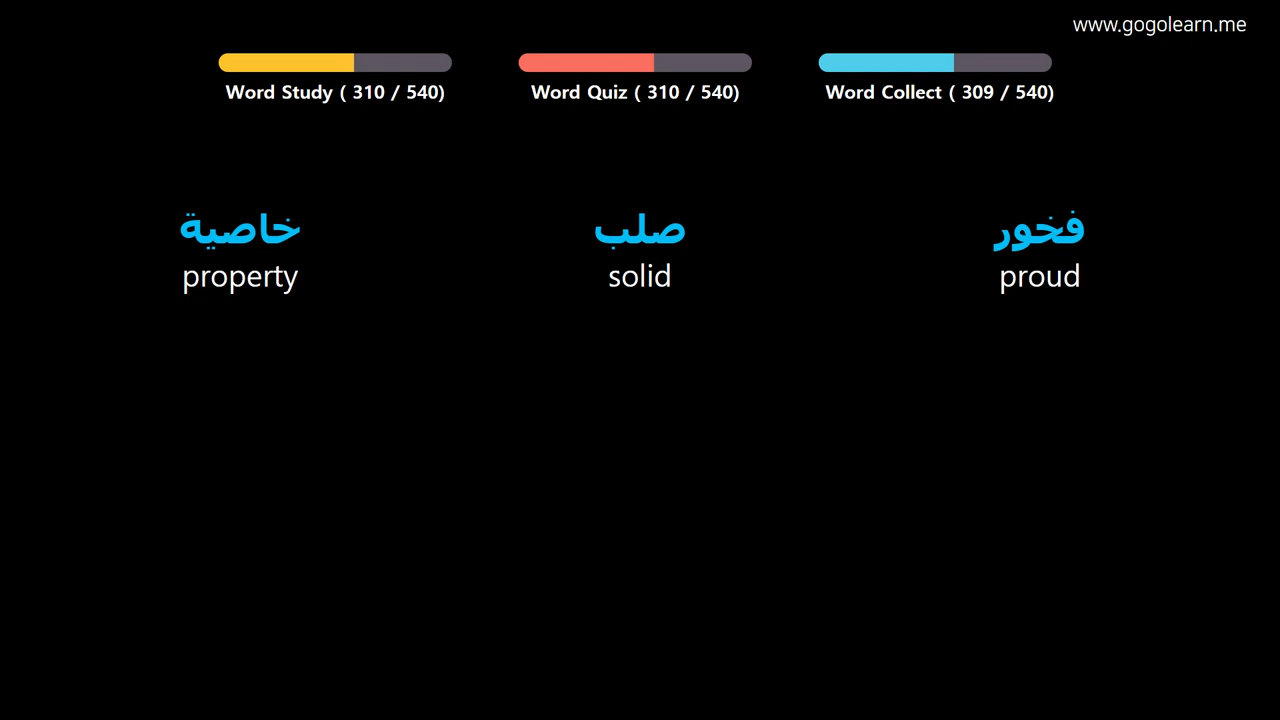 www.gogolearn.me
Word Study ( 310 / 540)
Word Quiz ( 310 / 540)
Word Collect ( 309 / 540)
خاصية
property
صلب
solid
فخور
proud